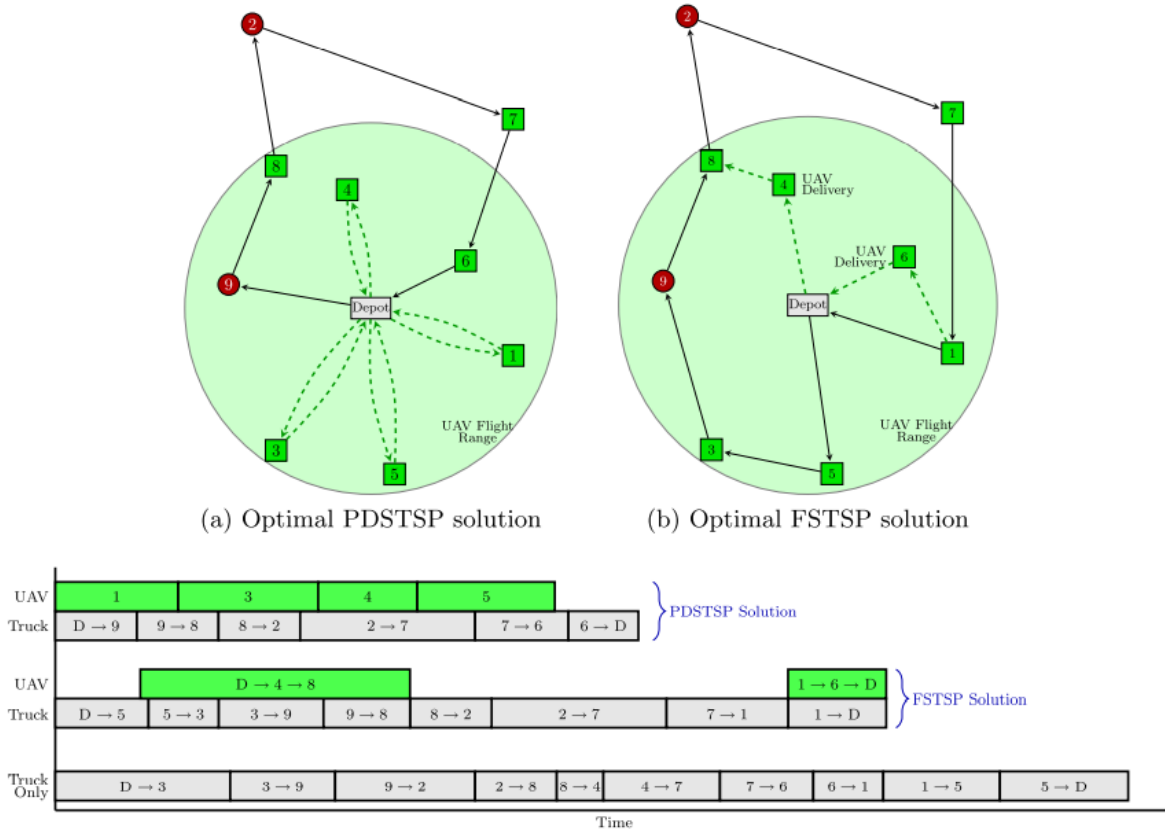 2
7
8
4
6
9
Depot
1
UAV Flight
Range
3
5
(a) Optimal PDSTSP solution
2
7
8
4
UAV
Delivery
UAV
Delivery
6
9
Depot
1
UAV Flight
Range
3
5
(b) Optimal FSTSP solution
UAV 1 3 4 5
Truck D → 9 9 → 8 8 → 2 2 → 7 7 → 6 6 → D
PDSTSP Solution
UAV D → 4 → 8 1 → 6 → D
Truck D → 5 5 → 3 3 → 9 9 → 8 8 → 2 2 → 7 7 → 1 1 → D
FSTSP Solution
Truck
Only
D → 3 3 → 9 9 → 2 2 → 8 8 → 4 4 → 7 7 → 6 6 → 1 1 → 5 5 → D
Time